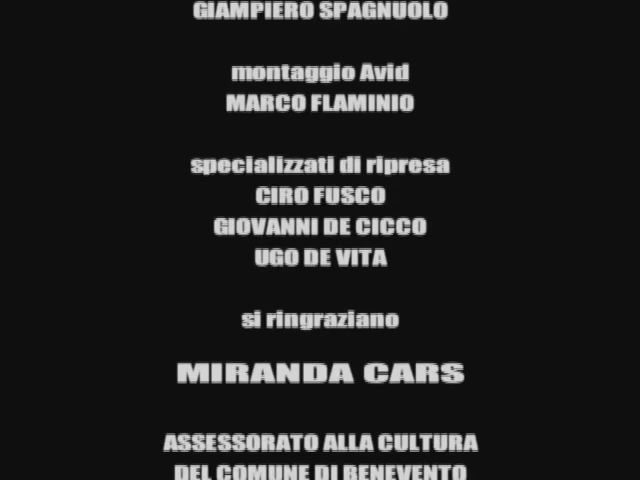 GIAMPIERO SPAGNUOLO
montaggio Avid
MARCO FLAMINIO
specializzati di ripresa
CIRO FUSCO
GIOVANNI DE CICCO
UGO DE VITA
si ringraziano
MIRANDA CARS
ASSESSORATO ALLA CULTURA
DEL COMUNE DI BENEVENTO